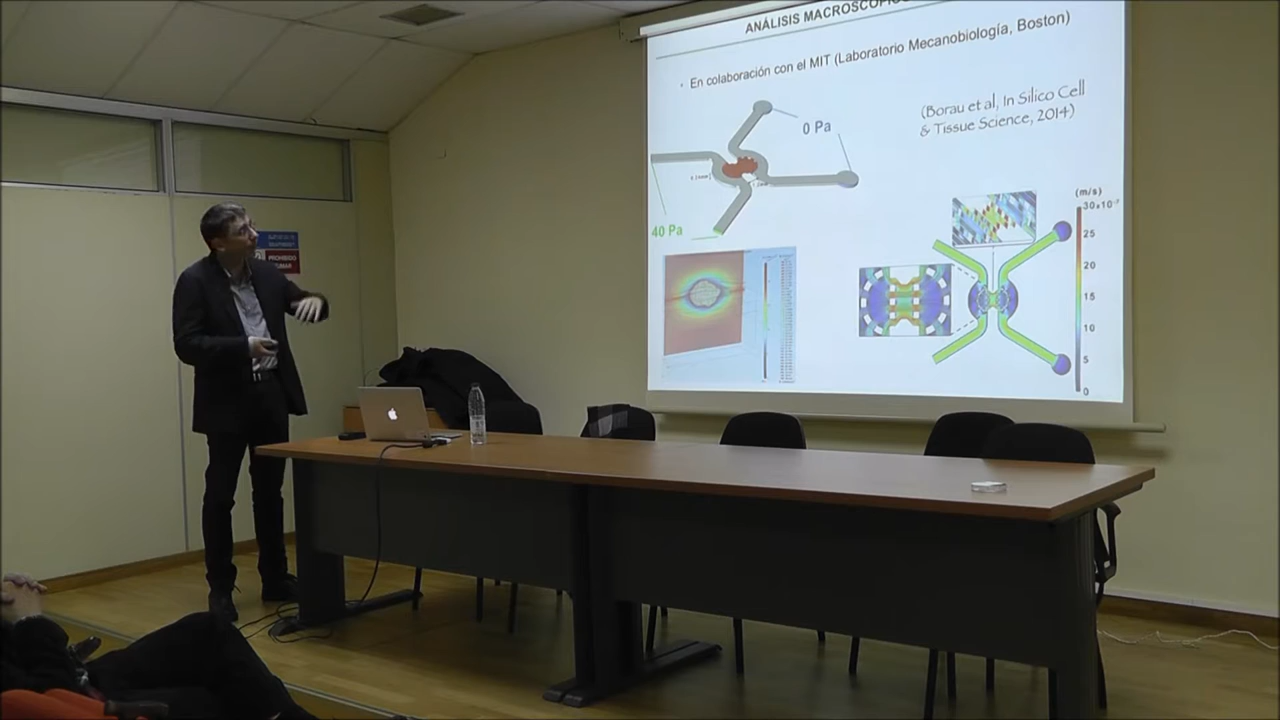 ANÁLISIS MACROSCÓPICO
• En colaboración con el MIT (Laboratorio Mecanobiología, Boston)
(Borau et al, In Silico Cell
& Tissue Science, 2014)
0 Pa
40 Pa
(m/s)
30x10⁻⁷
25
20
15
10
5
0
PROHIBIDO
FUMAR